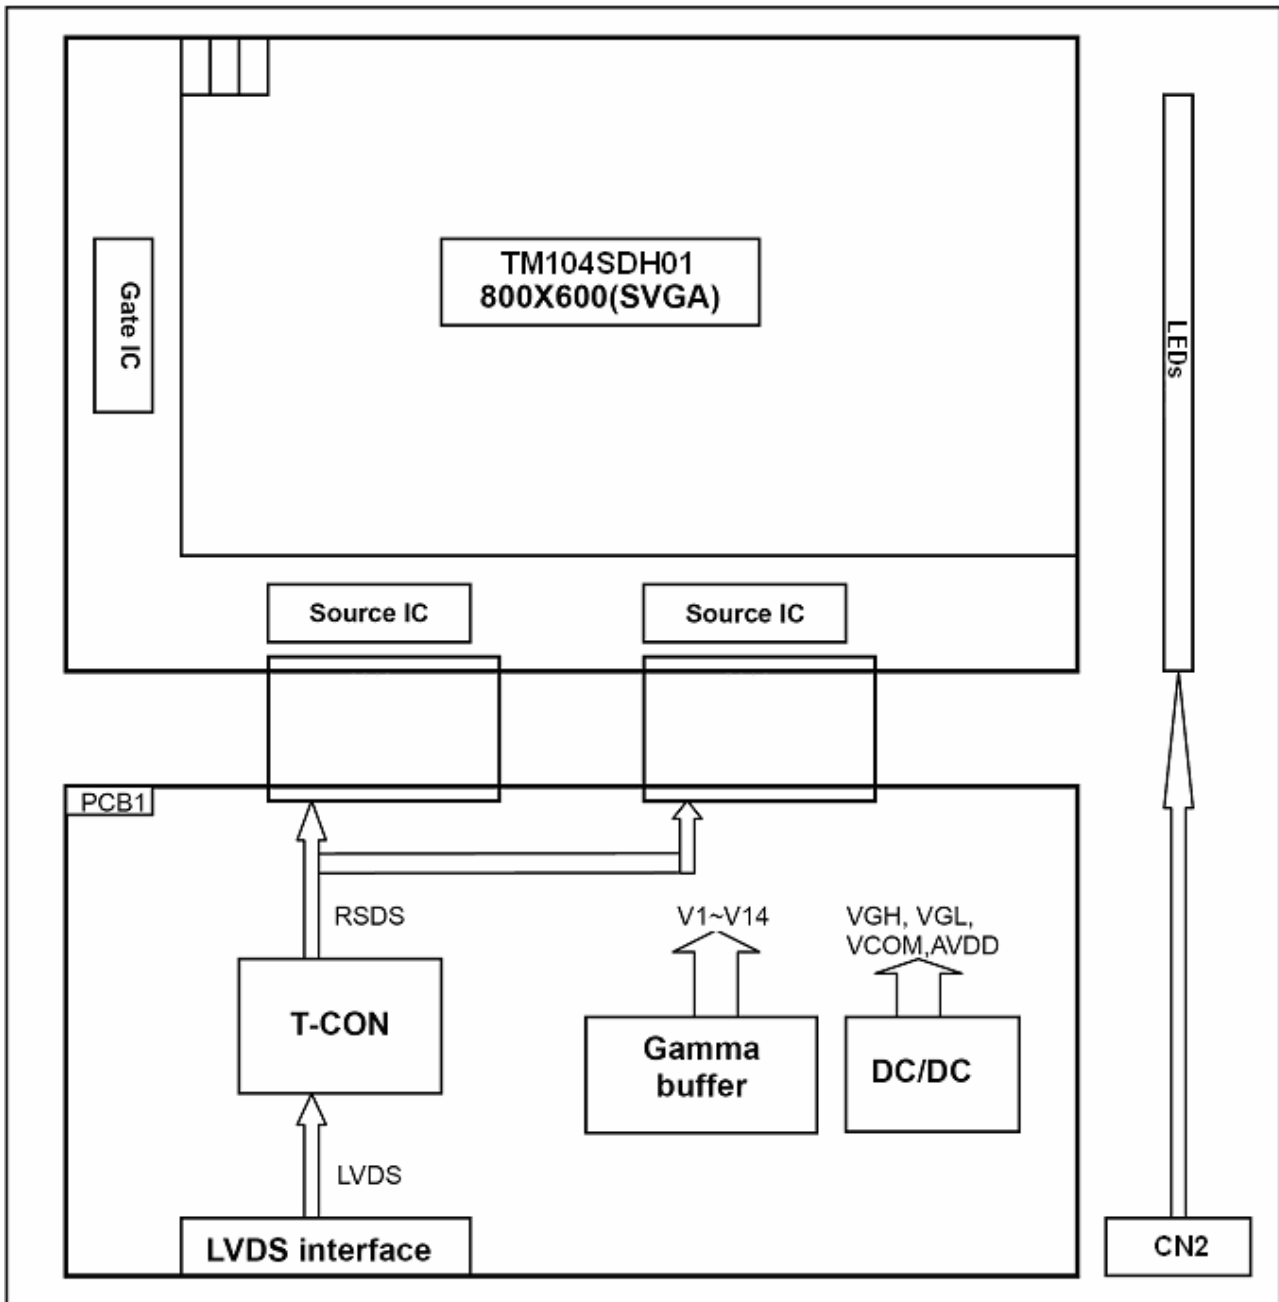 TM104SDH01
800X600(SVGA)
Gate IC
LEDs
Source IC
Source IC
PCB1
RSDS
V1~V14
VGH, VGL,
VCOM,AVDD
T-CON
Gamma
buffer
DC/DC
LVDS
LVDS interface
CN2